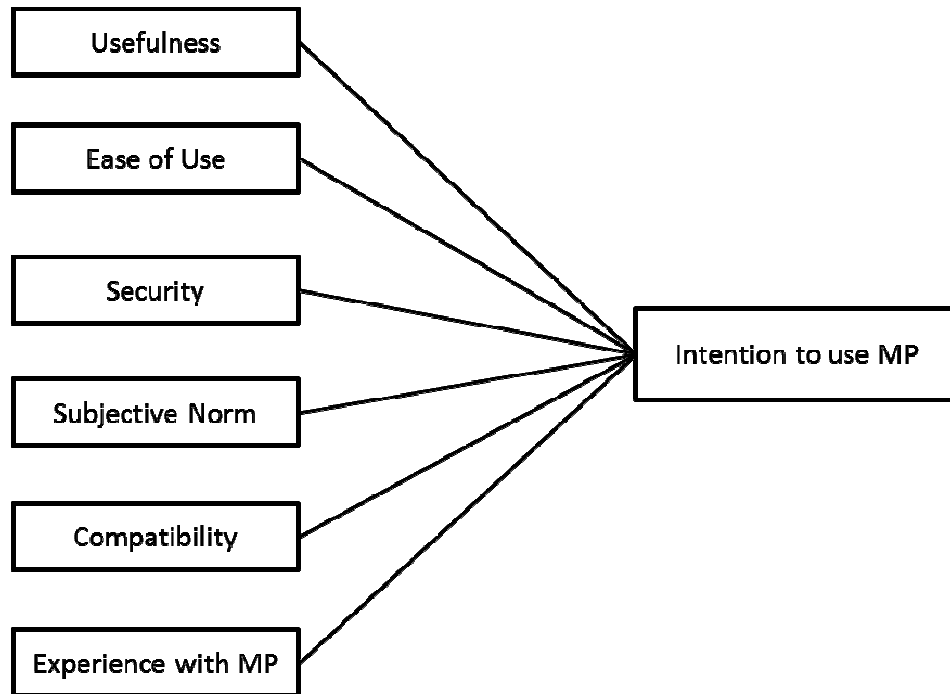 Usefulness
Ease of Use
Security
Subjective Norm
Compatibility
Experience with MP
Intention to use MP